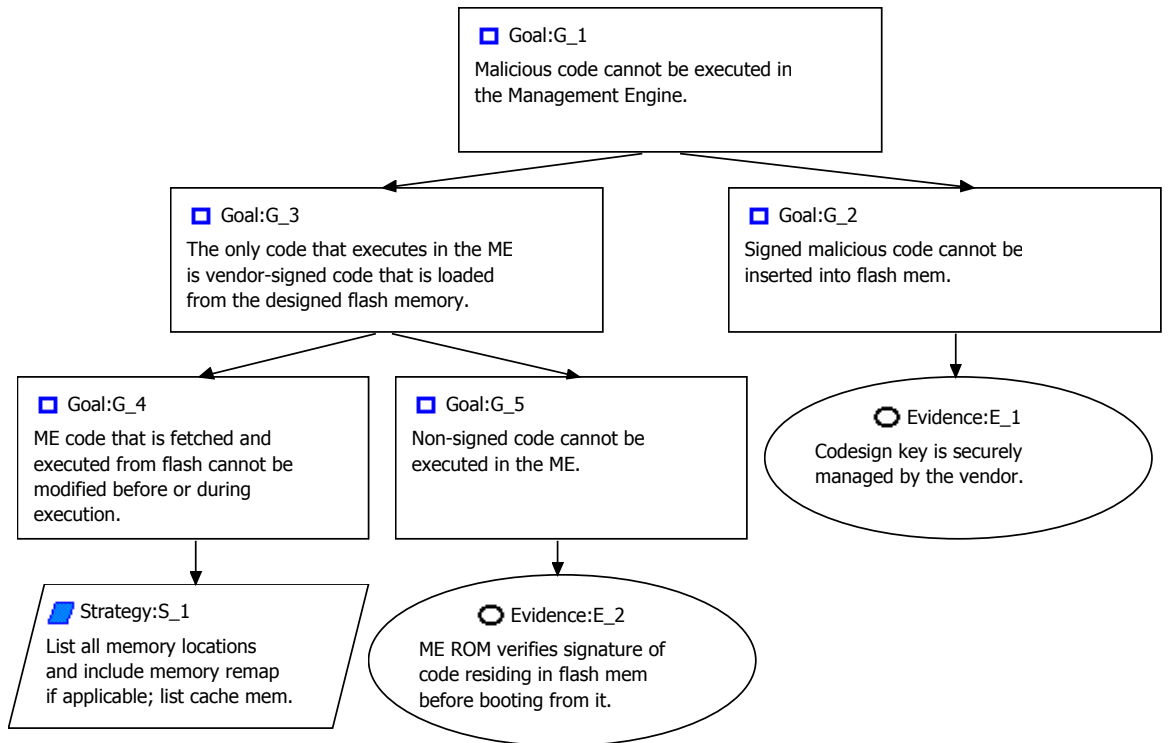 Goal:G_1
Malicious code cannot be executed in
the Management Engine.
Goal:G_3
The only code that executes in the ME
is vendor-signed code that is loaded
from the designed flash memory.
Goal:G_2
Signed malicious code cannot be
inserted into flash mem.
Goal:G_4
ME code that is fetched and
executed from flash cannot be
modified before or during
execution.
Goal:G_5
Non-signed code cannot be
executed in the ME.
Evidence:E_1
Codesign key is securely
managed by the vendor.
Strategy:S_1
List all memory locations
and include memory remap
if applicable; list cache mem.
Evidence:E_2
ME ROM verifies signature of
code residing in flash mem
before booting from it.